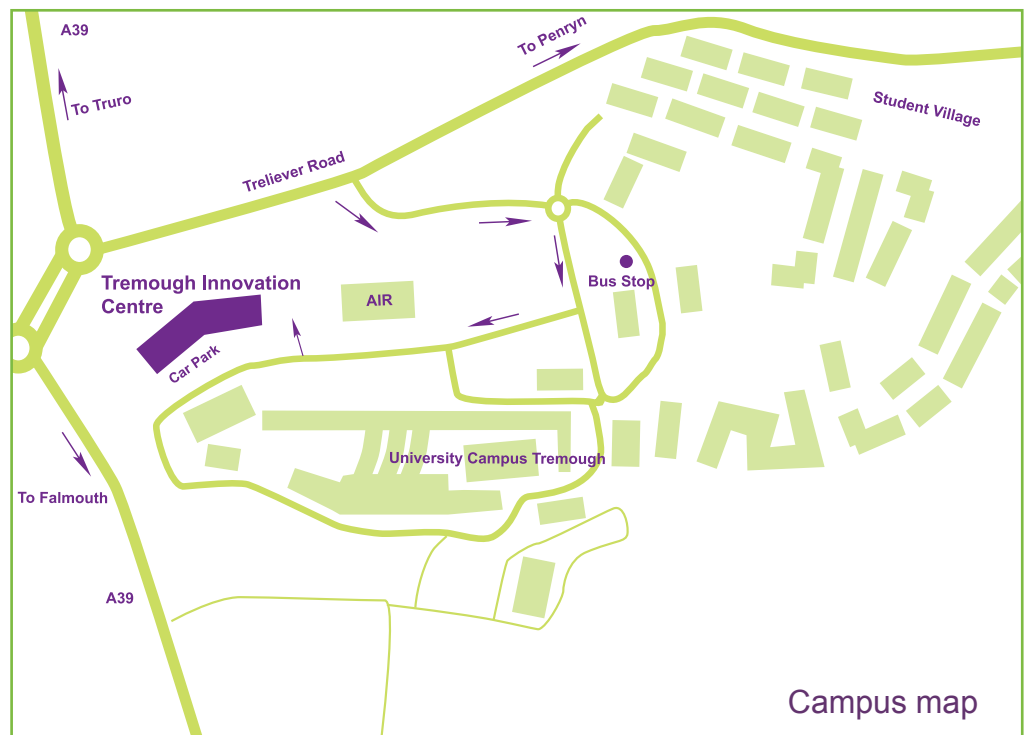 A39
To Penryn
To Truro
Student Village
Treliever Road
Tremough Innovation
Centre
AIR
Bus Stop
Car Park
University Campus Tremough
To Falmouth
A39
Campus map